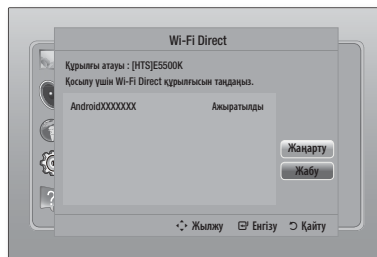 Wi-Fi Direct
Құрылғы атауы : [HTS]E5500K
Қосылу үшін Wi-Fi Direct құрылғысын таңдаңыз.
AndroidXXXXXXX Ажыратылды
Жаңарту
Жабу
Жылжу Енгізу Қайту